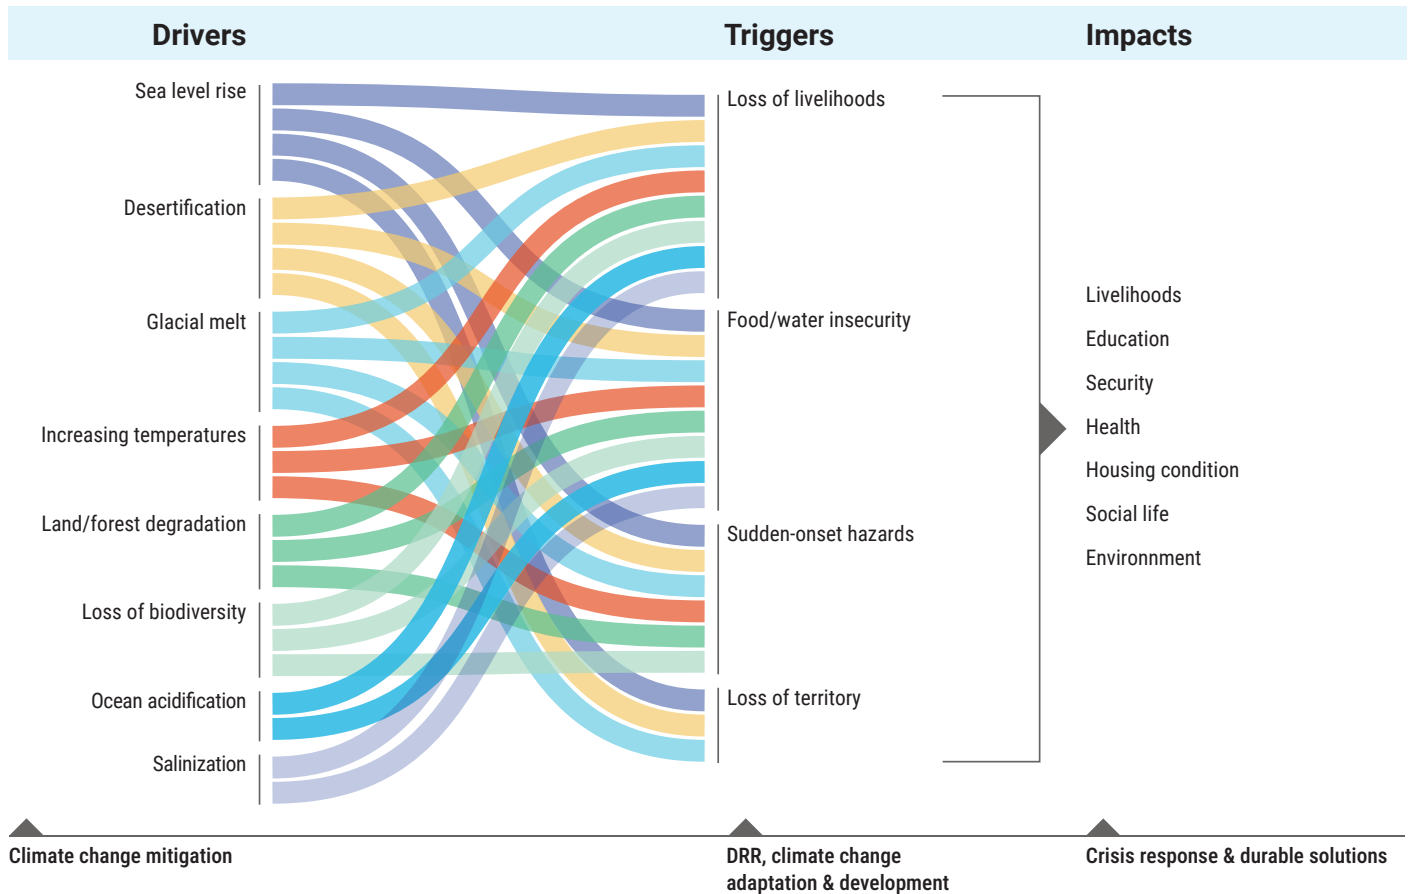 Drivers
Triggers
Impacts
Sea level rise
Desertification
Glacial melt
Increasing temperatures
Land/forest degradation
Loss of biodiversity
Ocean acidification
Salinization
Loss of livelihoods
Food/water insecurity
Sudden-onset hazards
Loss of territory
Livelihoods
Education
Security
Health
Housing condition
Social life
Environnment
Climate change mitigation
DRR, climate change
adaptation & development
Crisis response & durable solutions